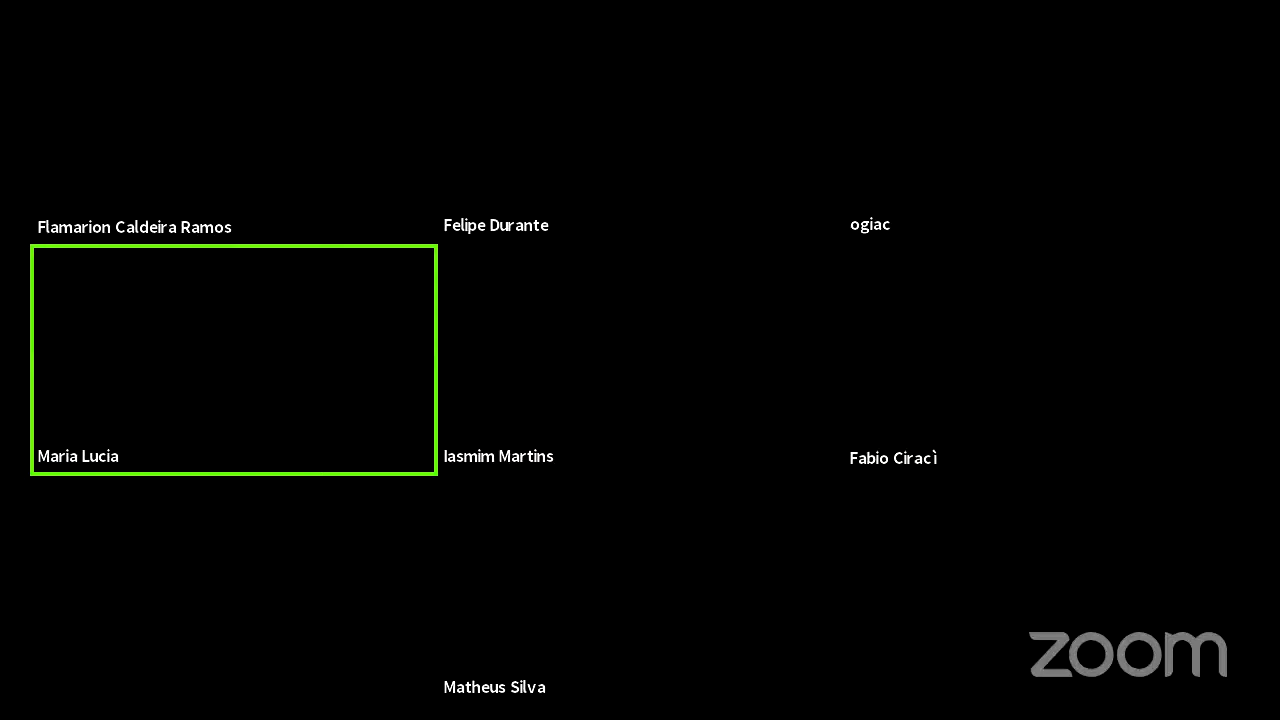 Flamarion Caldeira Ramos
Felipe Durante
ogiac
Maria Lucia
Iasmim Martins
Fabio Ciracì
Matheus Silva
zoom